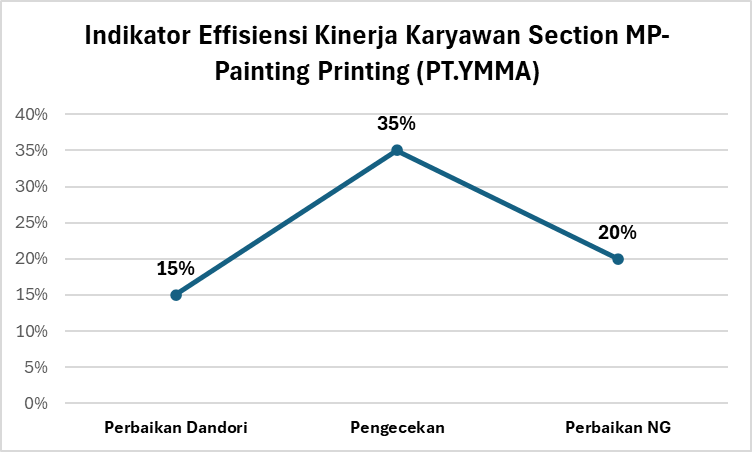 Indikator Effisiensi Kinerja Karyawan Section MP-
Painting Printing (PT.YMMA)
40%
35%
30%
25%
20%
15%
10%
5%
0%
15%
35%
20%
Perbaikan Dandori
Pengecekan
Perbaikan NG